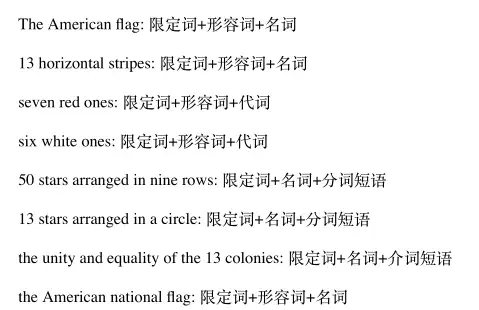 The American flag: 限定词+形容词+名词
13 horizontal stripes: 限定词+形容词+名词
seven red ones: 限定词+形容词+代词
six white ones: 限定词+形容词+代词
50 stars arranged in nine rows: 限定词+名词+分词短语
13 stars arranged in a circle: 限定词+名词+分词短语
the unity and equality of the 13 colonies: 限定词+名词+介词短语
the American national flag: 限定词+形容词+名词